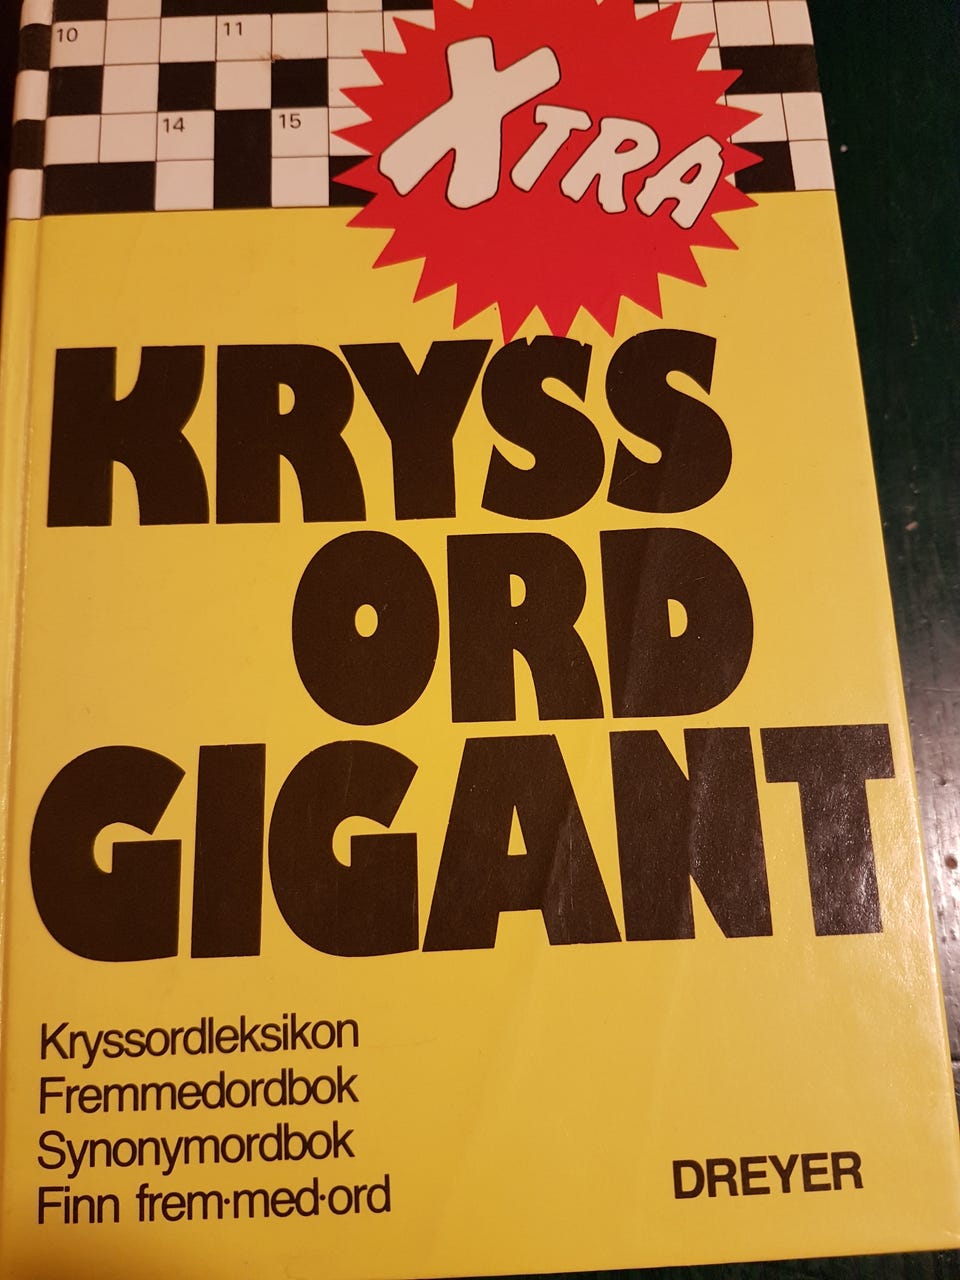 10 11
14 15
XTRA
KRYSS
ORD
GIGANT
Kryssordleksikon
Fremmedordbok
Synonymordbok
Finn frem·med·ord
DREYER